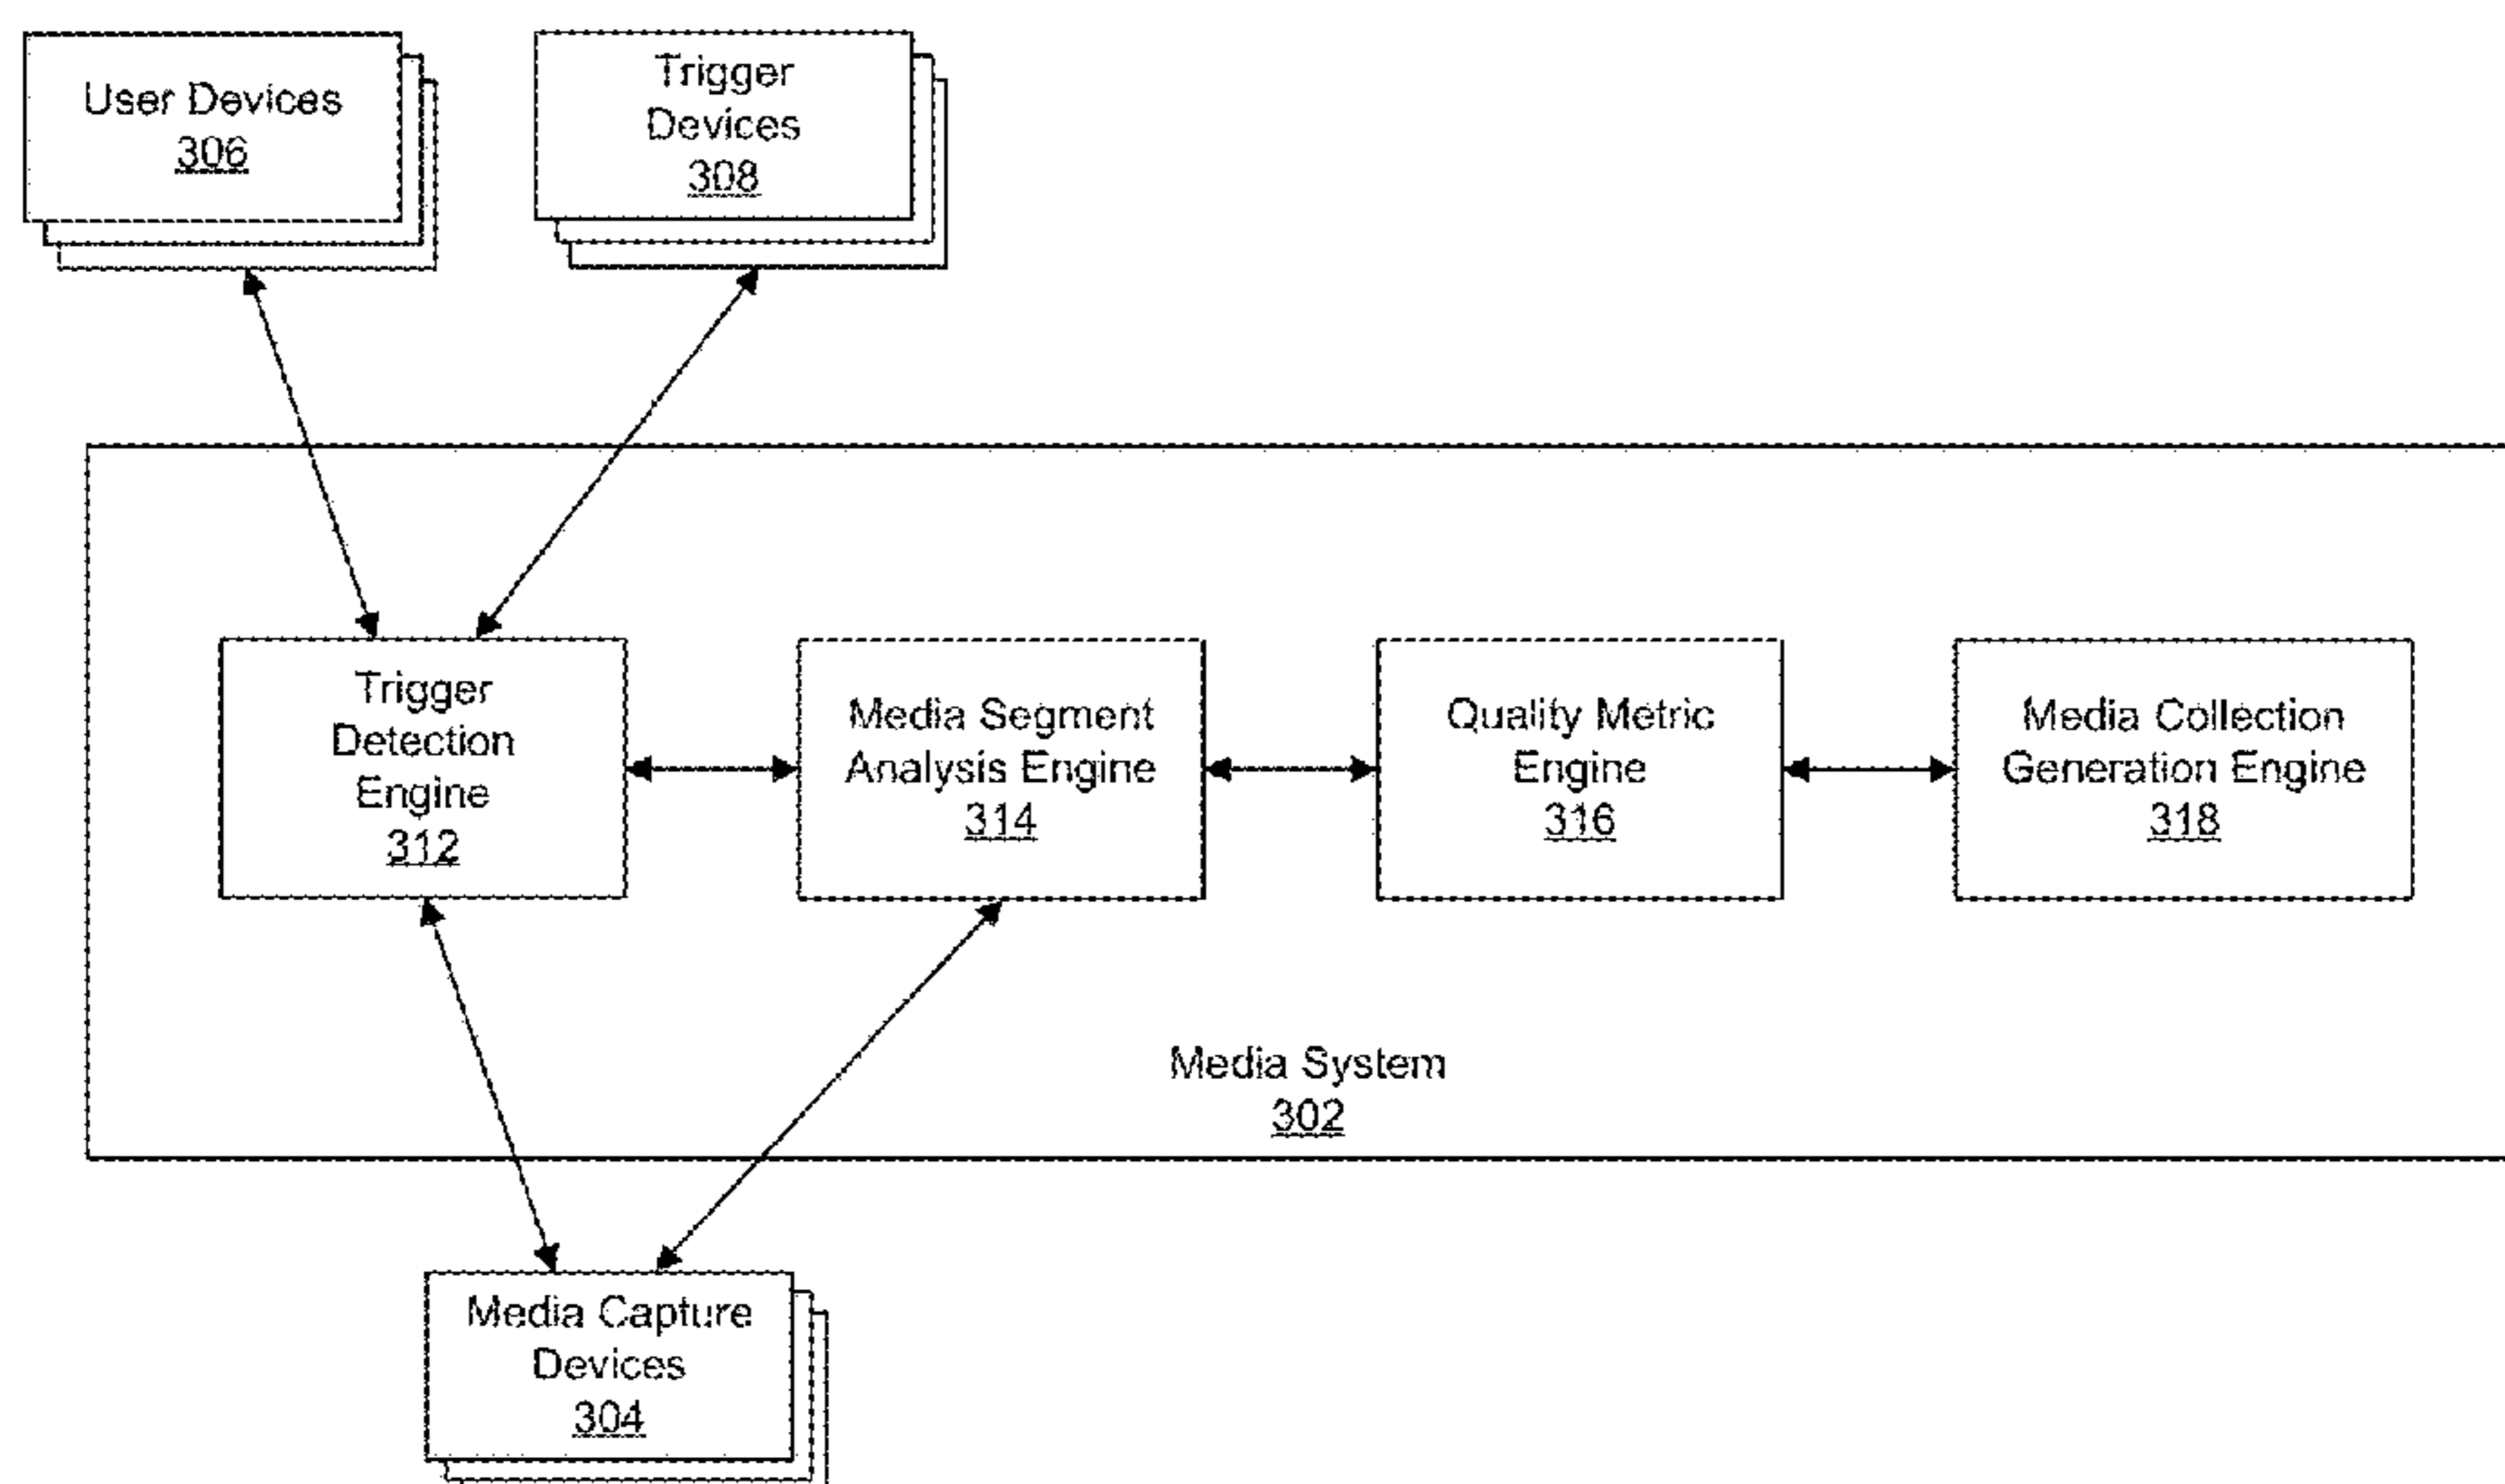 User Devices
306
Trigger
Devices
308
Trigger
Detection
Engine
312
Media Segment
Analysis Engine
314
Quality Metric
Engine
316
Media Collection
Generation Engine
318
Media System
302
Media Capture
Devices
304